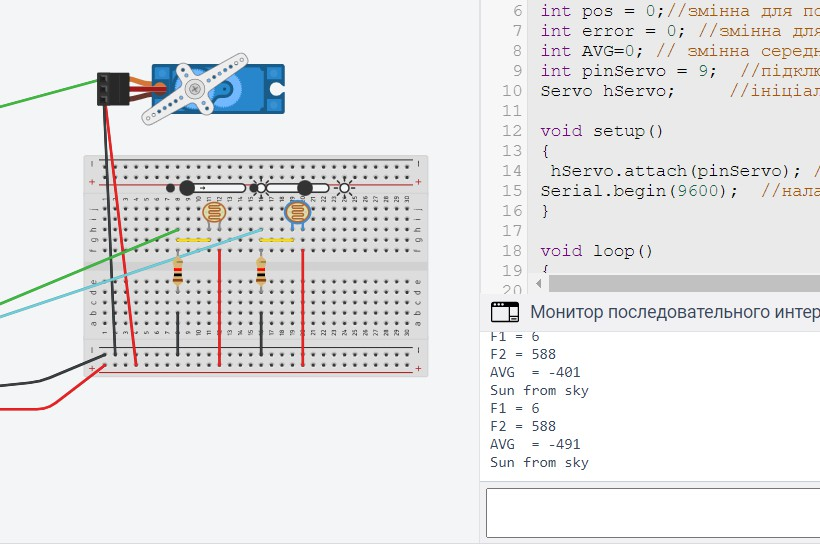 6 int pos = 0;//змінна для по
7 int error = 0; //змінна для
8 int AVG=0; // змінна середн
9 int pinServo = 9; //підклю
10 Servo hServo; //ініціал
11
12 void setup()
13 {
14 hServo.attach(pinServo); /
15 Serial.begin(9600); //нала
16 }
17
18 void loop()
19 {
20
Монитор последовательного интер
F1 = 6
F2 = 588
AVG = -401
Sun from sky
F1 = 6
F2 = 588
AVG = -491
Sun from sky